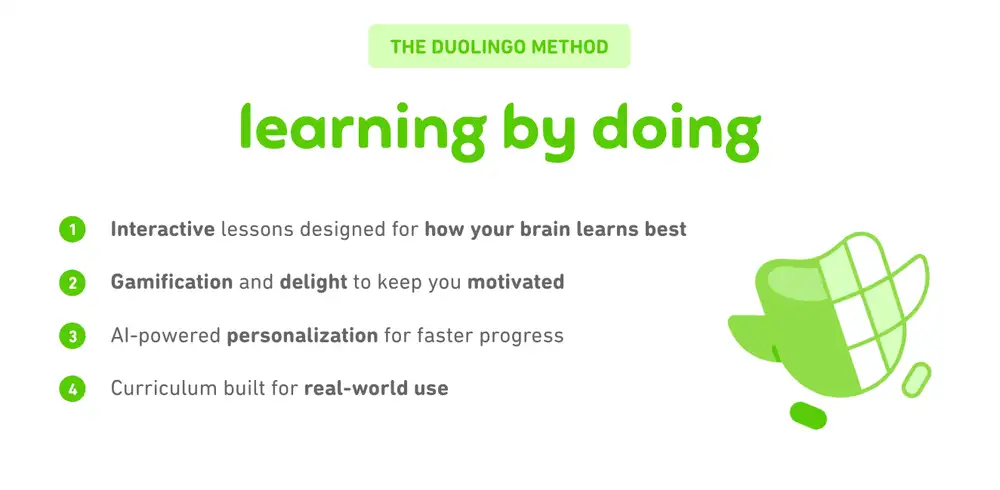 THE DUOLINGO METHOD
learning by doing
1 Interactive lessons designed for how your brain learns best
2 Gamification and delight to keep you motivated
3 AI-powered personalization for faster progress
4 Curriculum built for real-world use